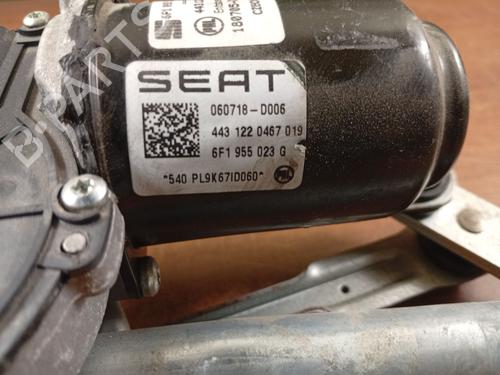 SEAT
060718-D006
443 122 0467 019
6F1 955 023 G
*540 PL9K67ID060*
B-PARTS